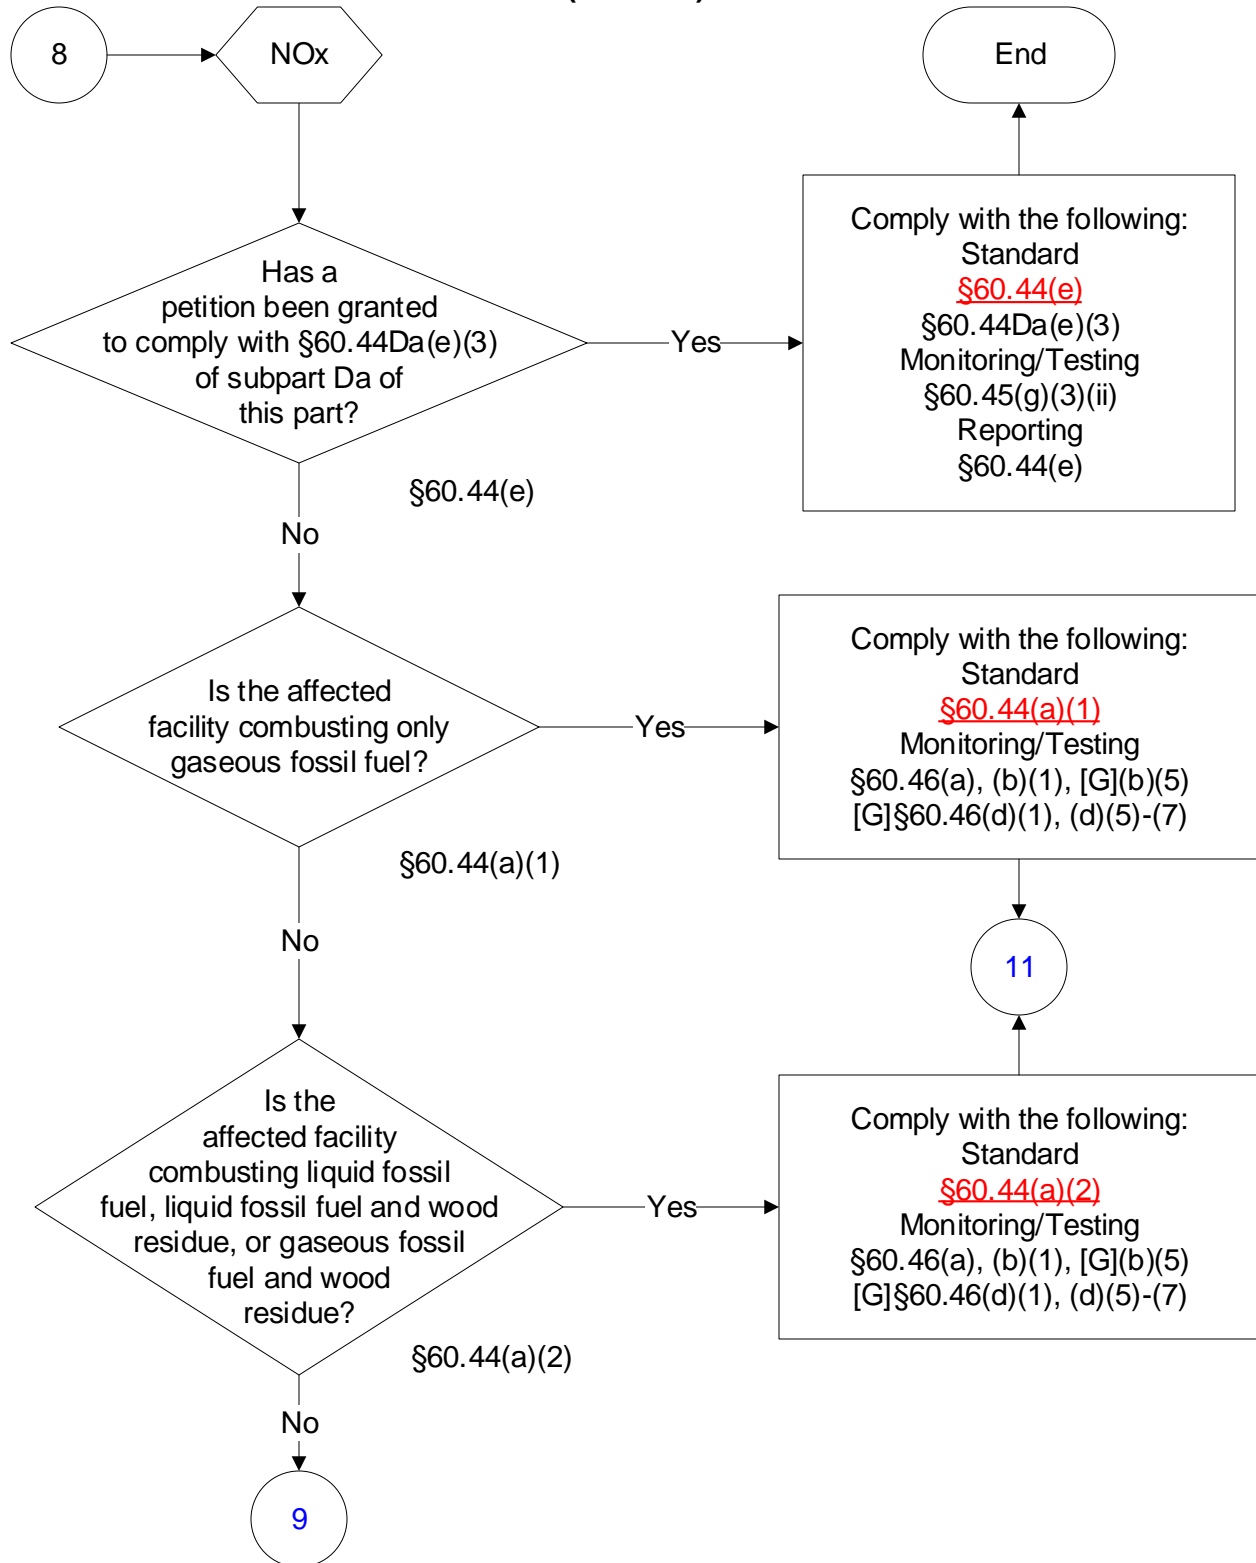 8
NOx
End
Has a
petition been granted
to comply with §60.44Da(e)(3)
of subpart Da of
this part?
Yes
Comply with the following:
Standard
§60.44(e)
§60.44Da(e)(3)
Monitoring/Testing
§60.45(g)(3)(ii)
Reporting
§60.44(e)
§60.44(e)
No
Is the affected
facility combusting only
gaseous fossil fuel?
Yes
Comply with the following:
Standard
§60.44(a)(1)
Monitoring/Testing
§60.46(a), (b)(1), [G](b)(5)
[G]§60.46(d)(1), (d)(5)-(7)
§60.44(a)(1)
No
11
Is the
affected facility
combusting liquid fossil
fuel, liquid fossil fuel and wood
residue, or gaseous fossil
fuel and wood
residue?
Yes
Comply with the following:
Standard
§60.44(a)(2)
Monitoring/Testing
§60.46(a), (b)(1), [G](b)(5)
[G]§60.46(d)(1), (d)(5)-(7)
§60.44(a)(2)
No
9